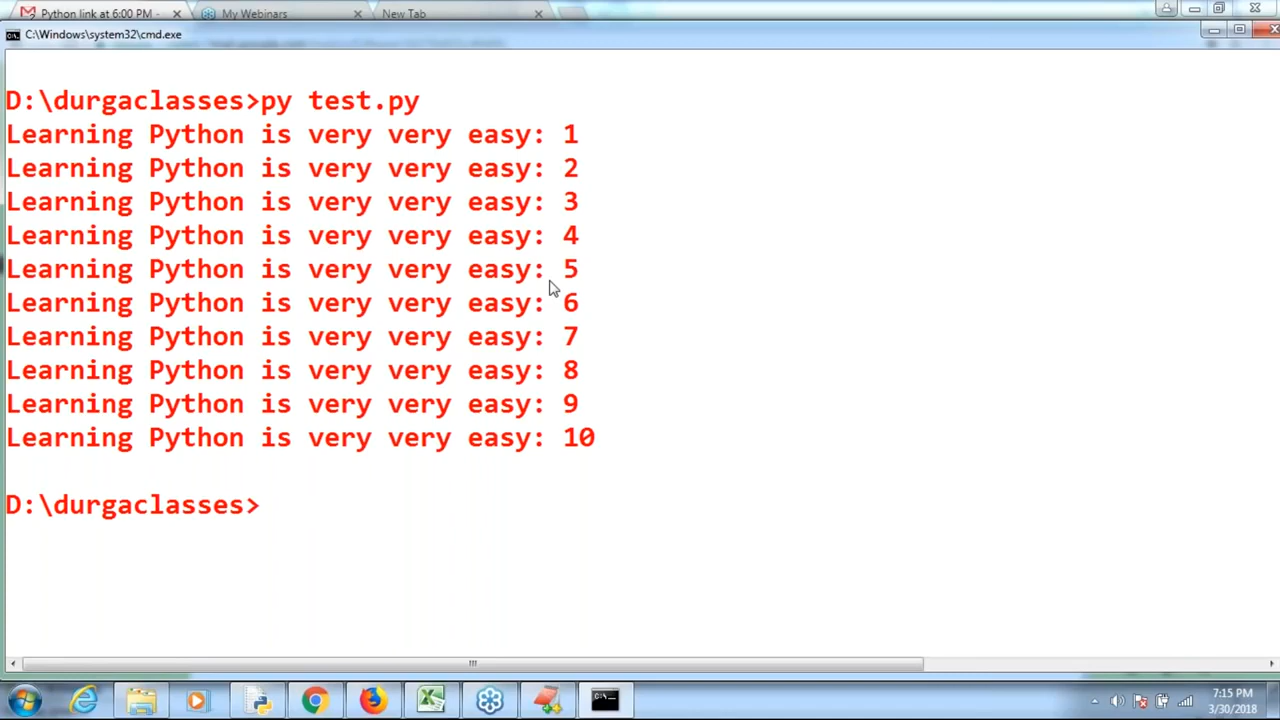 Python link at 6:00 PM -
My Webinars
New Tab
C:\Windows\system32\cmd.exe
D:\durgaclasses>py test.py
Learning Python is very very easy: 1
Learning Python is very very easy: 2
Learning Python is very very easy: 3
Learning Python is very very easy: 4
Learning Python is very very easy: 5
Learning Python is very very easy: 6
Learning Python is very very easy: 7
Learning Python is very very easy: 8
Learning Python is very very easy: 9
Learning Python is very very easy: 10
D:\durgaclasses>
7:15 PM
3/30/2018